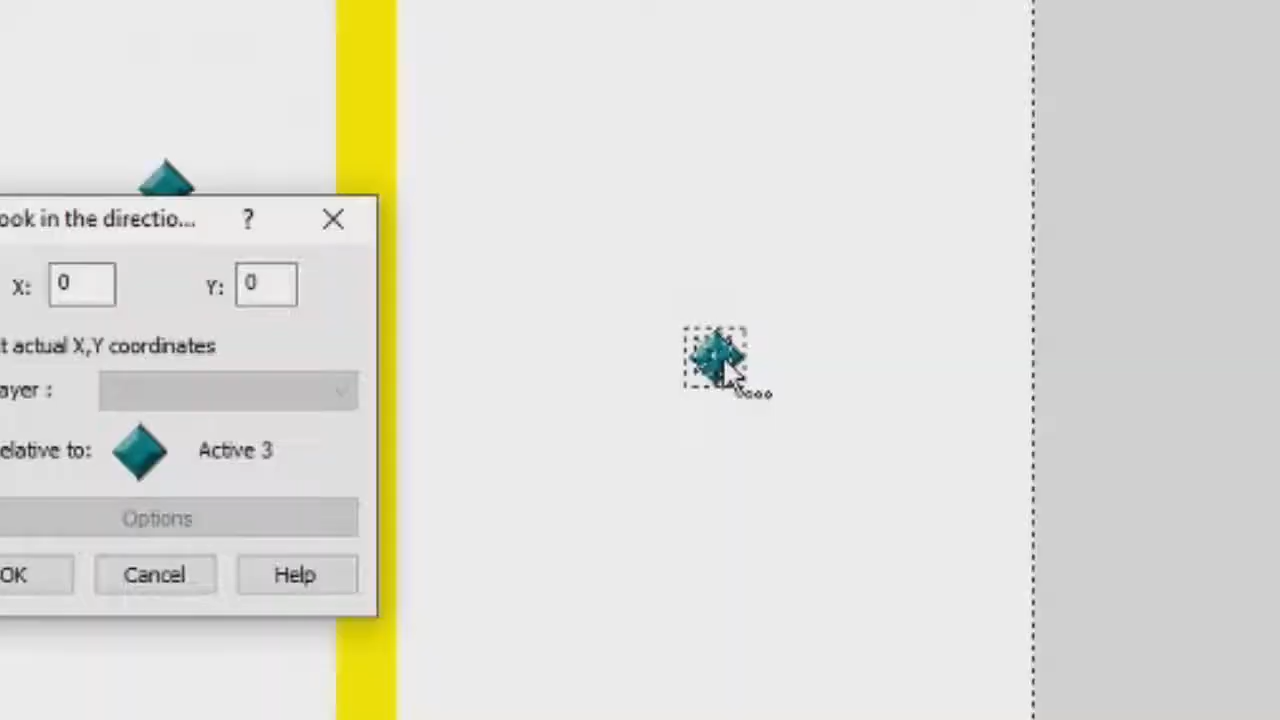 ook in the directio... ?
X: 0 Y: 0
t actual X,Y coordinates
ayer :
elative to: Active 3
Options
OK Cancel Help